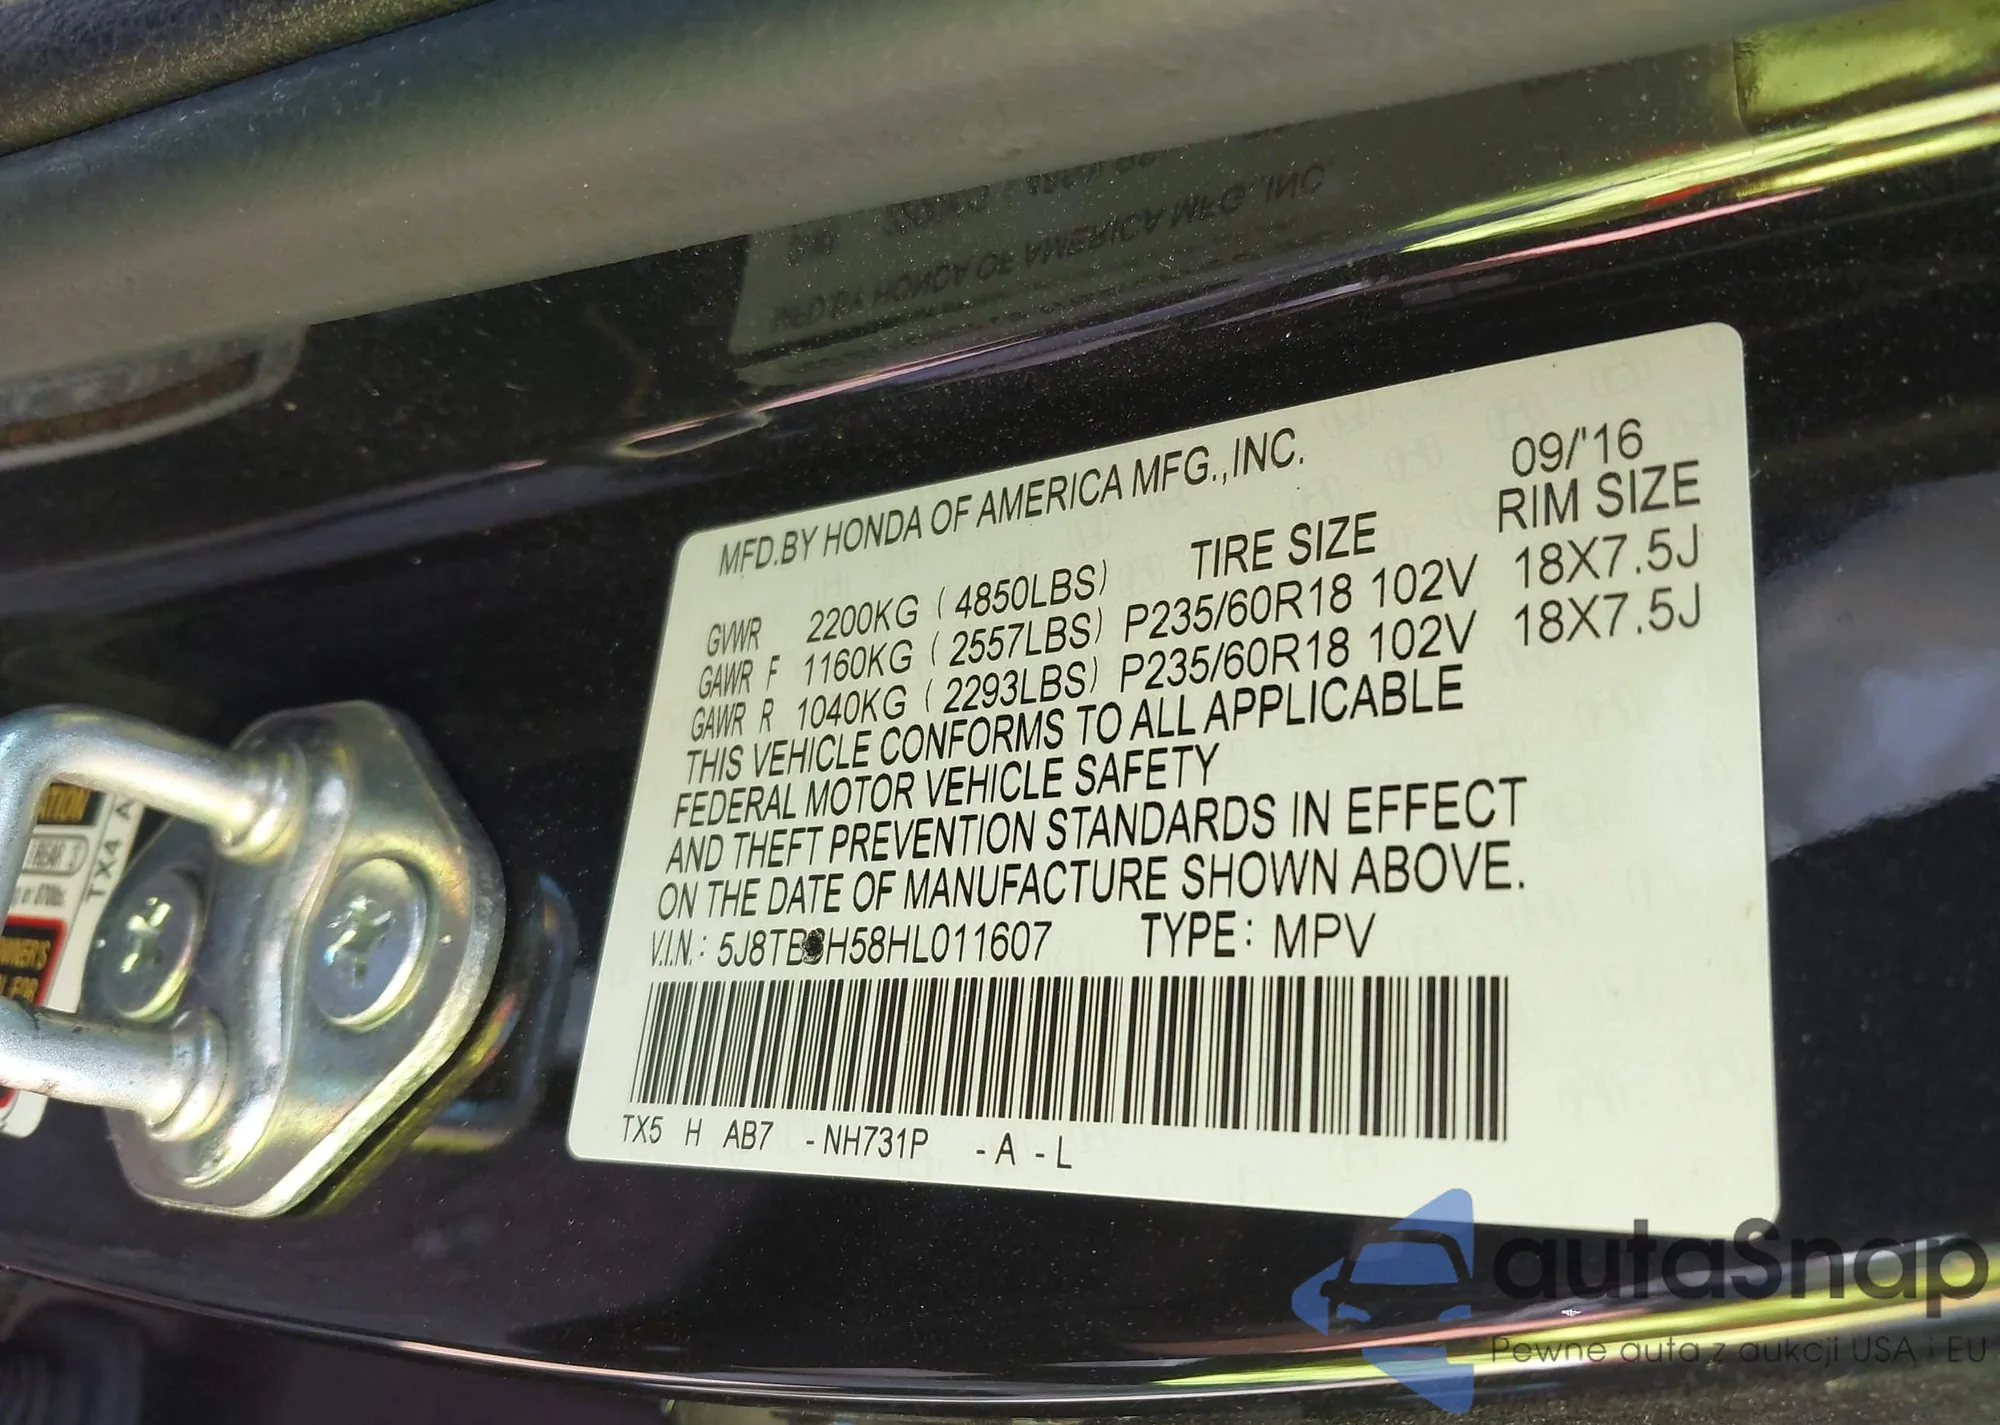 MFD.BY HONDA OF AMERICA MFG.,INC. 09/'16
TIRE SIZE RIM SIZE
GVWR 2200KG ( 4850LBS)
GAWR F 1160KG ( 2557LBS) P235/60R18 102V 18X7.5J
GAWR R 1040KG ( 2293LBS) P235/60R18 102V 18X7.5J
THIS VEHICLE CONFORMS TO ALL APPLICABLE
FEDERAL MOTOR VEHICLE SAFETY
AND THEFT PREVENTION STANDARDS IN EFFECT
ON THE DATE OF MANUFACTURE SHOWN ABOVE.
V.I.N.: TYPE: MPV
TX5 H AB7 -NH731P -A -L
TX4 A
autaSnap
Pewne auta z aukcji USA i EU